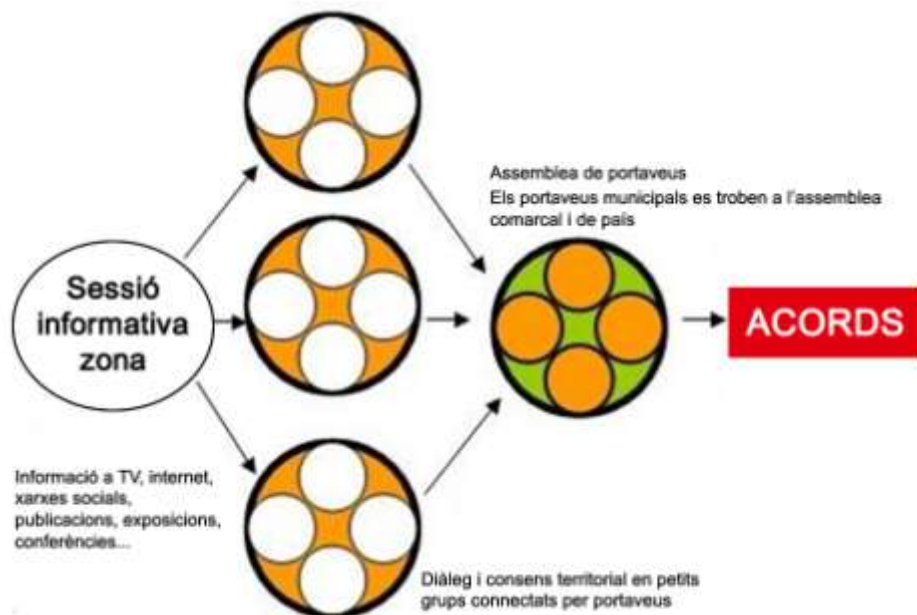 Assemblea de portaveus
Els portaveus municipals es troben a l'assemblea
comarcal i de país
Sessió
informativa
zona
ACORDS
Informació a TV, internet,
xarxes socials,
publicacions, exposicions,
conferències...
Diàleg i consens territorial en petits
grups connectats per portaveus